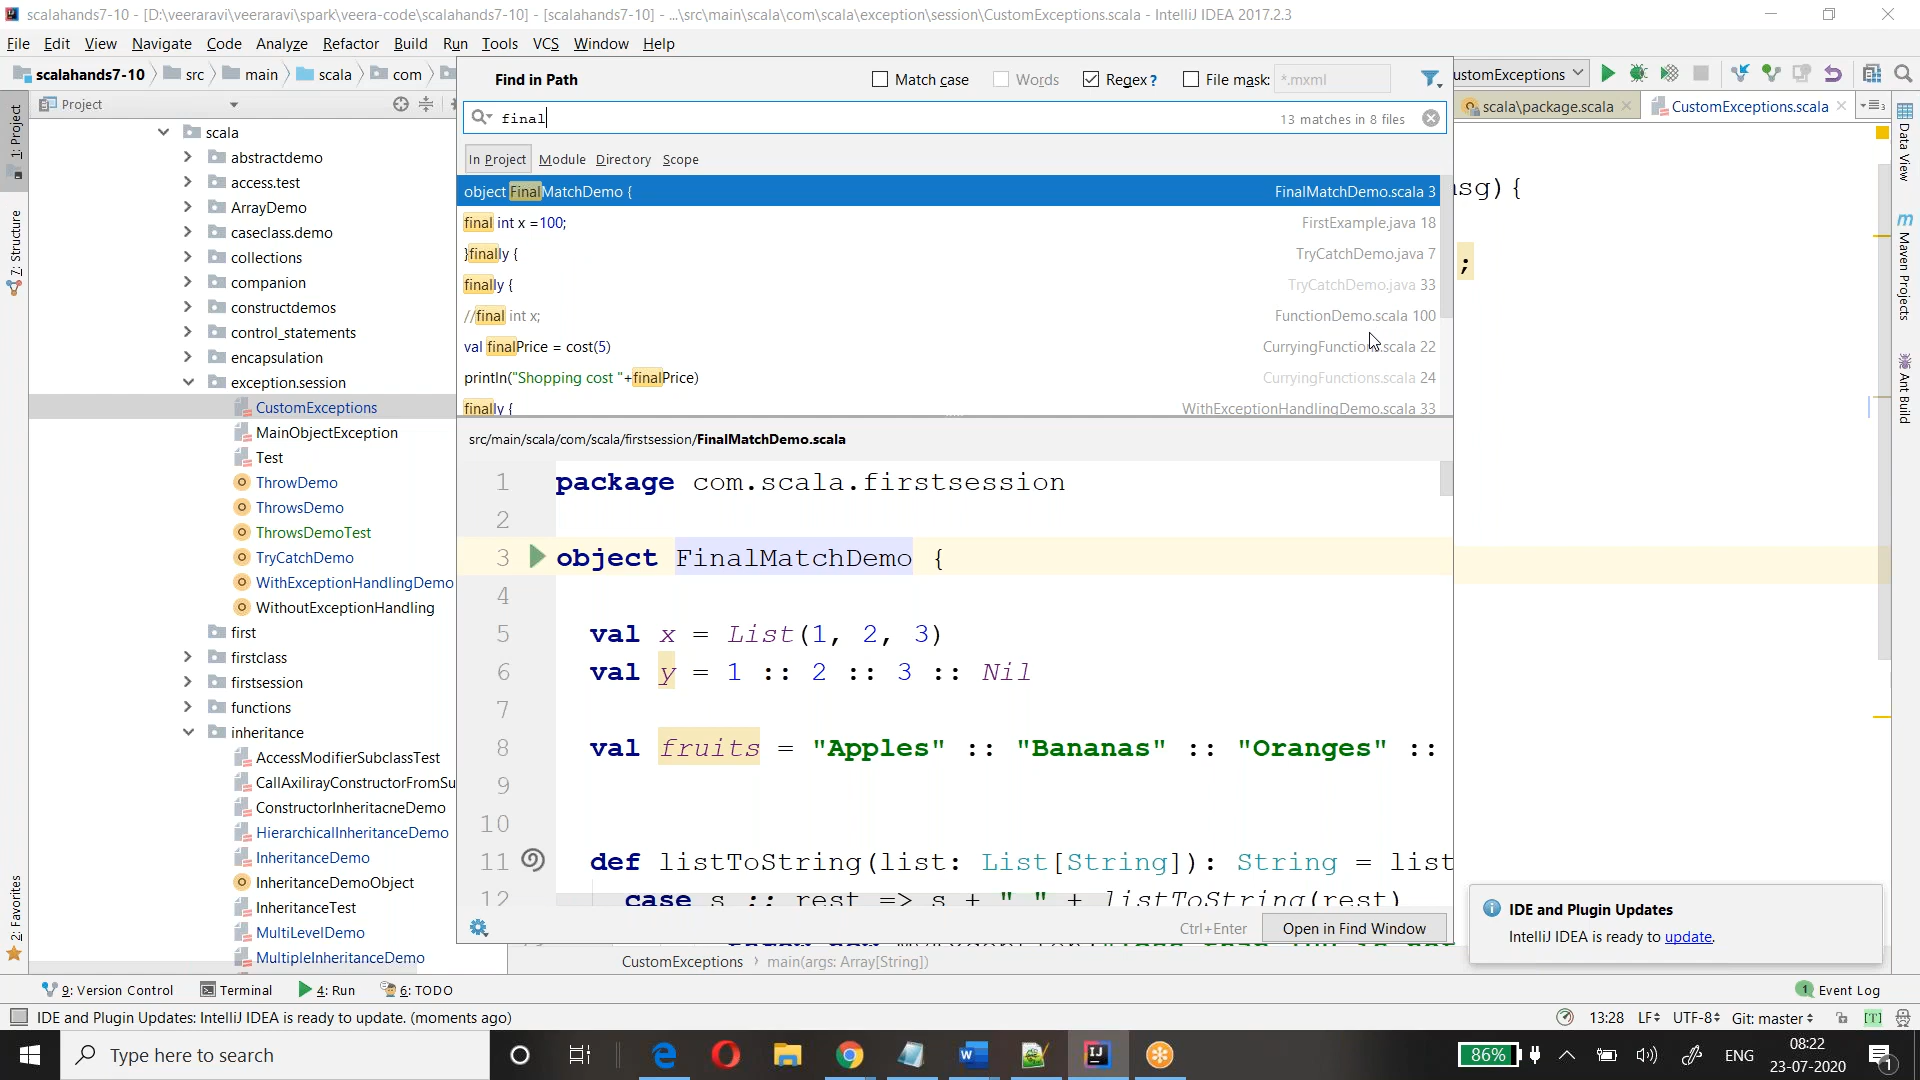 scalahands7-10 - [D:\veeraravi\veeraravi\spark\veera-code\scalahands7-10] - [scalahands7-10] - ...\src\main\scala\com\scala\exception\session\CustomExceptions.scala - IntelliJ IDEA 2017.2.3
File Edit View Navigate Code Analyze Refactor Build Run Tools VCS Window Help
scalahands7-10 src main scala com
Find in Path
Match case Words Regex? File mask: *.mxml
ustomExceptions
final
13 matches in 8 files
scala\package.scala CustomExceptions.scala
In Project Module Directory Scope
Project
1: Project
7: Structure
2: Favorites
scala
abstractdemo
access.test
ArrayDemo
caseclass.demo
collections
companion
constructdemos
control_statements
encapsulation
exception.session
CustomExceptions
MainObjectException
Test
ThrowDemo
ThrowsDemo
ThrowsDemoTest
TryCatchDemo
WithExceptionHandlingDemo
WithoutExceptionHandling
first
firstclass
firstsession
functions
inheritance
AccessModifierSubclassTest
CallAxilirayConstructorFromSu
ConstructorInheritacneDemo
HierarchicalInheritanceDemo
InheritanceDemo
InheritanceDemoObject
InheritanceTest
MultiLevelDemo
MultipleInheritanceDemo
object FinalMatchDemo { FinalMatchDemo.scala 3
final int x =100; FirstExample.java 18
}finally { TryCatchDemo.java 7
finally { TryCatchDemo.java 33
//final int x; FunctionDemo.scala 100
val finalPrice = cost(5) CurryingFunctions.scala 22
println("Shopping cost "+finalPrice) CurryingFunctions.scala 24
finally { WithExceptionHandlingDemo.scala 33
src/main/scala/com/scala/firstsession/FinalMatchDemo.scala
1 package com.scala.firstsession
2
3 object FinalMatchDemo {
4
5 val x = List(1, 2, 3)
6 val y = 1 :: 2 :: 3 :: Nil
7
8 val fruits = "Apples" :: "Bananas" :: "Oranges" ::
9
10
11 def listToString(list: List[String]): String = list
12 case s :: rest => s + " " + listToString(rest)
Ctrl+Enter Open in Find Window
sg) {
;
Data View
Maven Projects
Ant Build
IDE and Plugin Updates
IntelliJ IDEA is ready to update.
CustomExceptions main(args: Array[String])
9: Version Control Terminal 4: Run 6: TODO
1 Event Log
IDE and Plugin Updates: IntelliJ IDEA is ready to update. (moments ago)
13:28 LF UTF-8 Git: master [T]
Type here to search
86%
ENG
08:22
23-07-2020
1